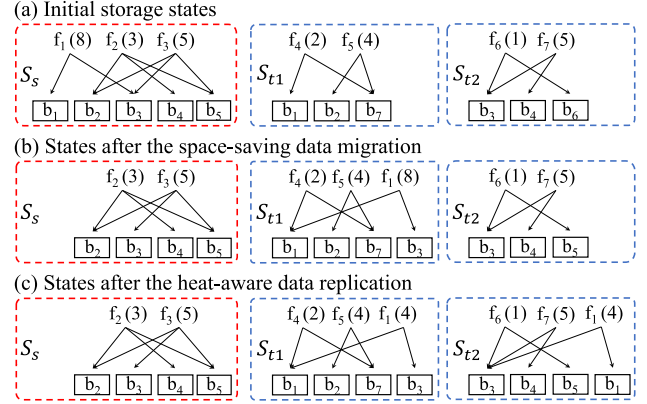 (a) Initial storage states
f₁(8) f₂(3) f₃(5) f₄(2) f₅(4) f₆(1) f₇(5)
Sₛ Sₜ₁ Sₜ₂
b₁ b₂ b₃ b₄ b₅ b₁ b₂ b₇ b₃ b₄ b₆
(b) States after the space-saving data migration
f₂(3) f₃(5) f₄(2) f₅(4) f₁(8) f₆(1) f₇(5)
Sₛ Sₜ₁ Sₜ₂
b₂ b₃ b₄ b₅ b₁ b₂ b₇ b₃ b₃ b₄ b₅
(c) States after the heat-aware data replication
f₂(3) f₃(5) f₄(2) f₅(4) f₁(4) f₆(1) f₇(5) f₁(4)
Sₛ Sₜ₁ Sₜ₂
b₂ b₃ b₄ b₅ b₁ b₂ b₇ b₃ b₃ b₄ b₅ b₁